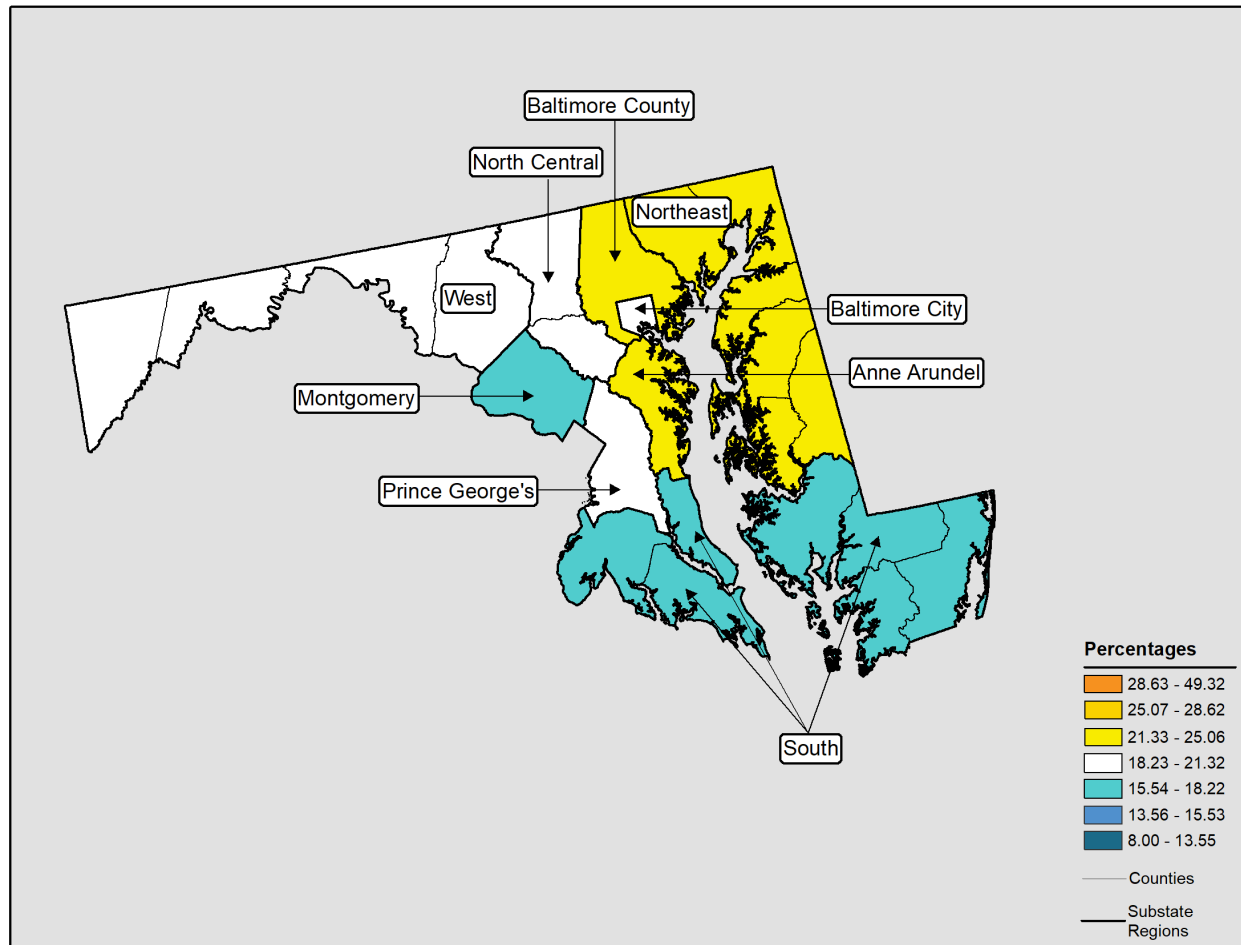 Baltimore County
North Central
Northeast
West
Baltimore City
Anne Arundel
Montgomery
Prince George's
South
Percentages
28.63 - 49.32
25.07 - 28.62
21.33 - 25.06
18.23 - 21.32
15.54 - 18.22
13.56 - 15.53
8.00 - 13.55
Counties
Substate
Regions